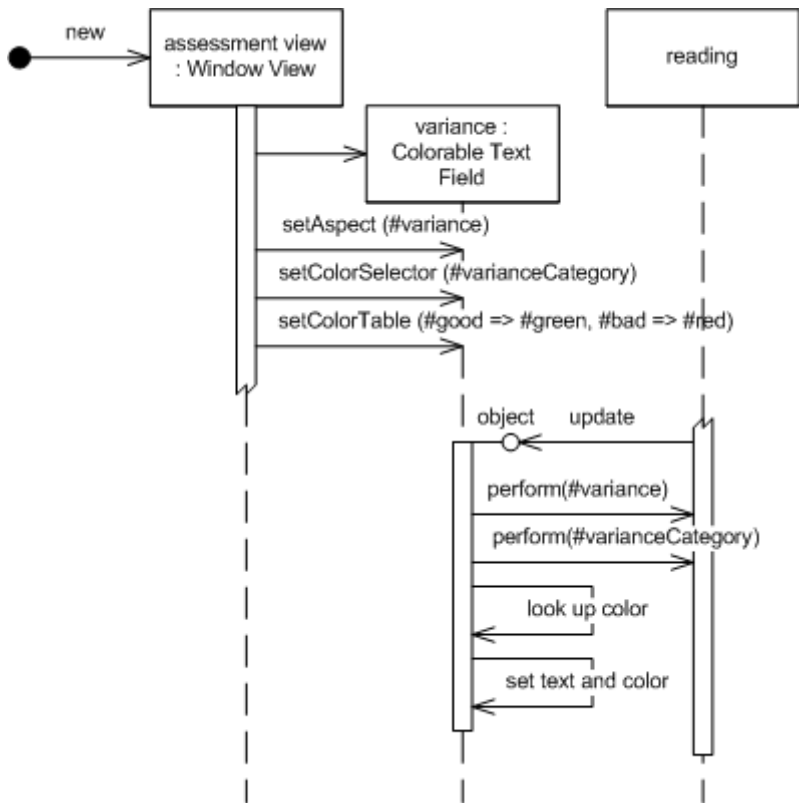 new
assessment view
: Window View
reading
variance :
Colorable Text
Field
setAspect (#variance)
setColorSelector (#varianceCategory)
setColorTable (#good => #green, #bad => #red)
object
update
perform(#variance)
perform(#varianceCategory)
look up color
set text and color